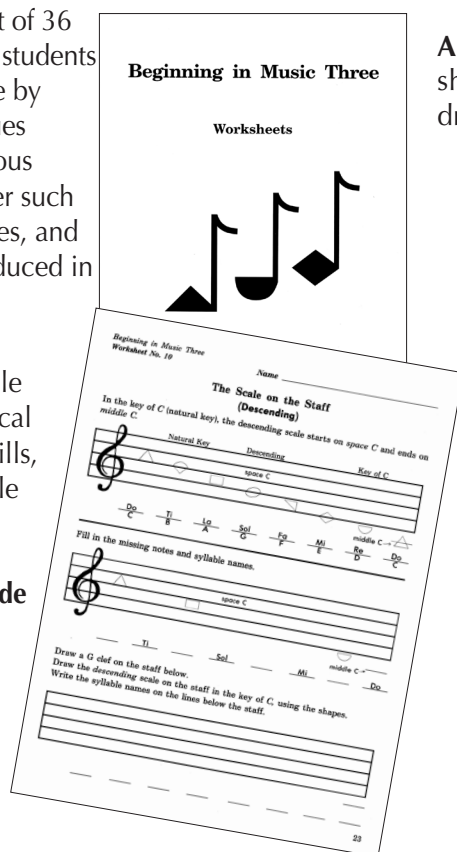 t of 36
students
e by
es
ous
er such
es, and
duced in
le
cal
ills,
le
de
A
sh
dr
Beginning in Music Three
Worksheets
Beginning in Music Three
Worksheet No. 10
Name
The Scale on the Staff
(Descending)
In the key of C (natural key), the descending scale starts on space C and ends on
middle C.
Natural Key Descending Key of C
space C
middle C
Do Ti La Sol Fa Mi Re Do
C B A G F E D C
Fill in the missing notes and syllable names.
space C
middle C
Ti Sol Mi Do
Draw a G clef on the staff below.
Draw the descending scale on the staff in the key of C, using the shapes.
Write the syllable names on the lines below the staff.
23